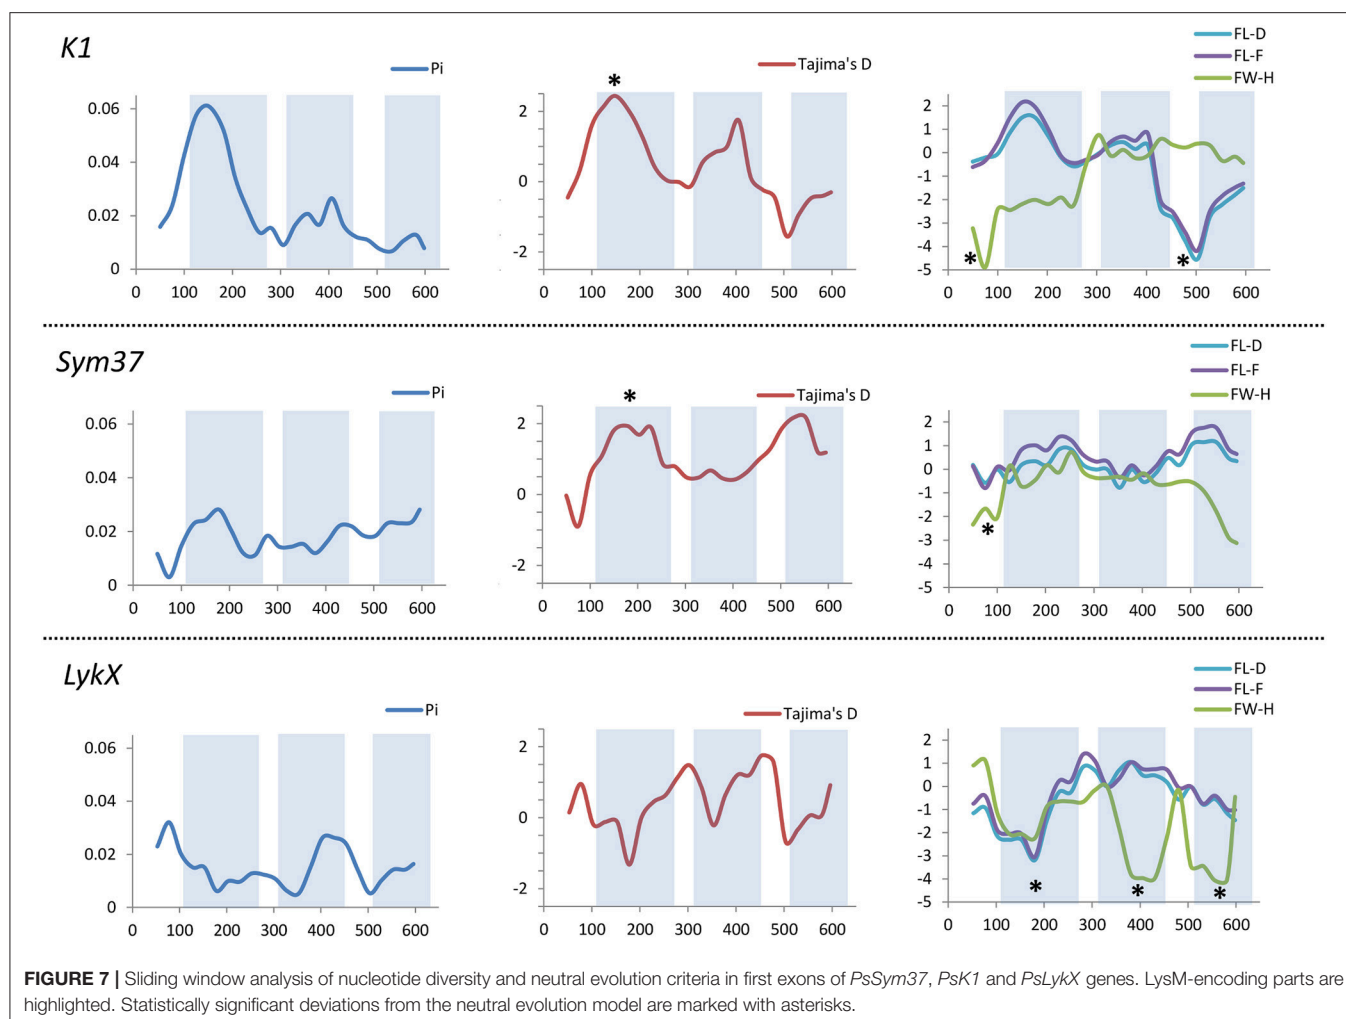 K1
Pi
0.06
0.04
0.02
0
0 100 200 300 400 500 600
Tajima's D
*
2
0
-2
0 100 200 300 400 500 600
FL-D
FL-F
FW-H
2
1
0
-1
-2
-3
-4
-5
* *
0 100 200 300 400 500 600
Sym37
Pi
0.06
0.04
0.02
0
0 100 200 300 400 500 600
Tajima's D
*
2
0
-2
0 100 200 300 400 500 600
FL-D
FL-F
FW-H
2
1
0
-1
-2
-3
-4
-5
*
0 100 200 300 400 500 600
LykX
Pi
0.06
0.04
0.02
0
0 100 200 300 400 500 600
Tajima's D
2
0
-2
0 100 200 300 400 500 600
FL-D
FL-F
FW-H
2
1
0
-1
-2
-3
-4
-5
* * *
0 100 200 300 400 500 600
FIGURE 7 | Sliding window analysis of nucleotide diversity and neutral evolution criteria in first exons of PsSym37, PsK1 and PsLykX genes. LysM-encoding parts are
highlighted. Statistically significant deviations from the neutral evolution model are marked with asterisks.